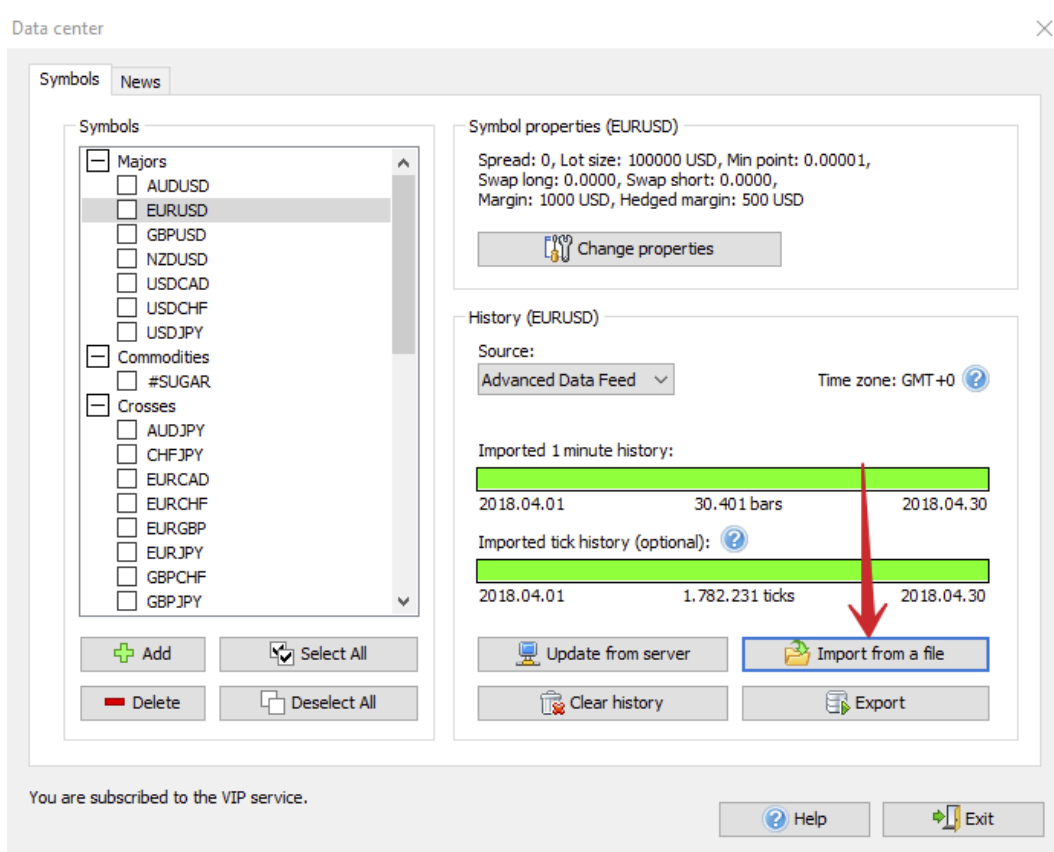 Data center
Symbols
News
Symbols
Majors
AUDUSD
EURUSD
GBPUSD
NZDUSD
USDCAD
USDCHF
USDJPY
Commodities
#SUGAR
Crosses
AUDJPY
CHFJPY
EURCAD
EURCHF
EURGBP
EURJPY
GBPCHF
GBPJPY
Add
Select All
Delete
Deselect All
Symbol properties (EURUSD)
Spread: 0, Lot size: 100000 USD, Min point: 0.00001,
Swap long: 0.0000, Swap short: 0.0000,
Margin: 1000 USD, Hedged margin: 500 USD
Change properties
History (EURUSD)
Source:
Advanced Data Feed
Time zone: GMT+0
Imported 1 minute history:
2018.04.01 30.401 bars 2018.04.30
Imported tick history (optional):
2018.04.01 1.782.231 ticks 2018.04.30
Update from server
Import from a file
Clear history
Export
You are subscribed to the VIP service.
Help
Exit